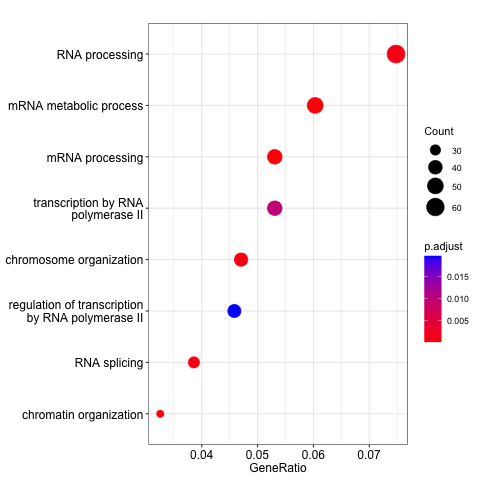 RNA processing
mRNA metabolic process
mRNA processing
transcription by RNA
polymerase II
chromosome organization
regulation of transcription
by RNA polymerase II
RNA splicing
chromatin organization
0.04 0.05 0.06 0.07
GeneRatio
Count
30
40
50
60
p.adjust
0.015
0.010
0.005